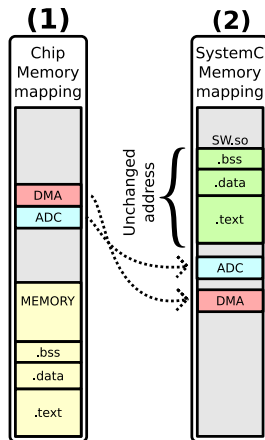 (1)
Chip
Memory
mapping
DMA
ADC
MEMORY
.bss
.data
.text
(2)
SystemC
Memory
mapping
SW.so
.bss
.data
.text
Unchanged
address
ADC
DMA